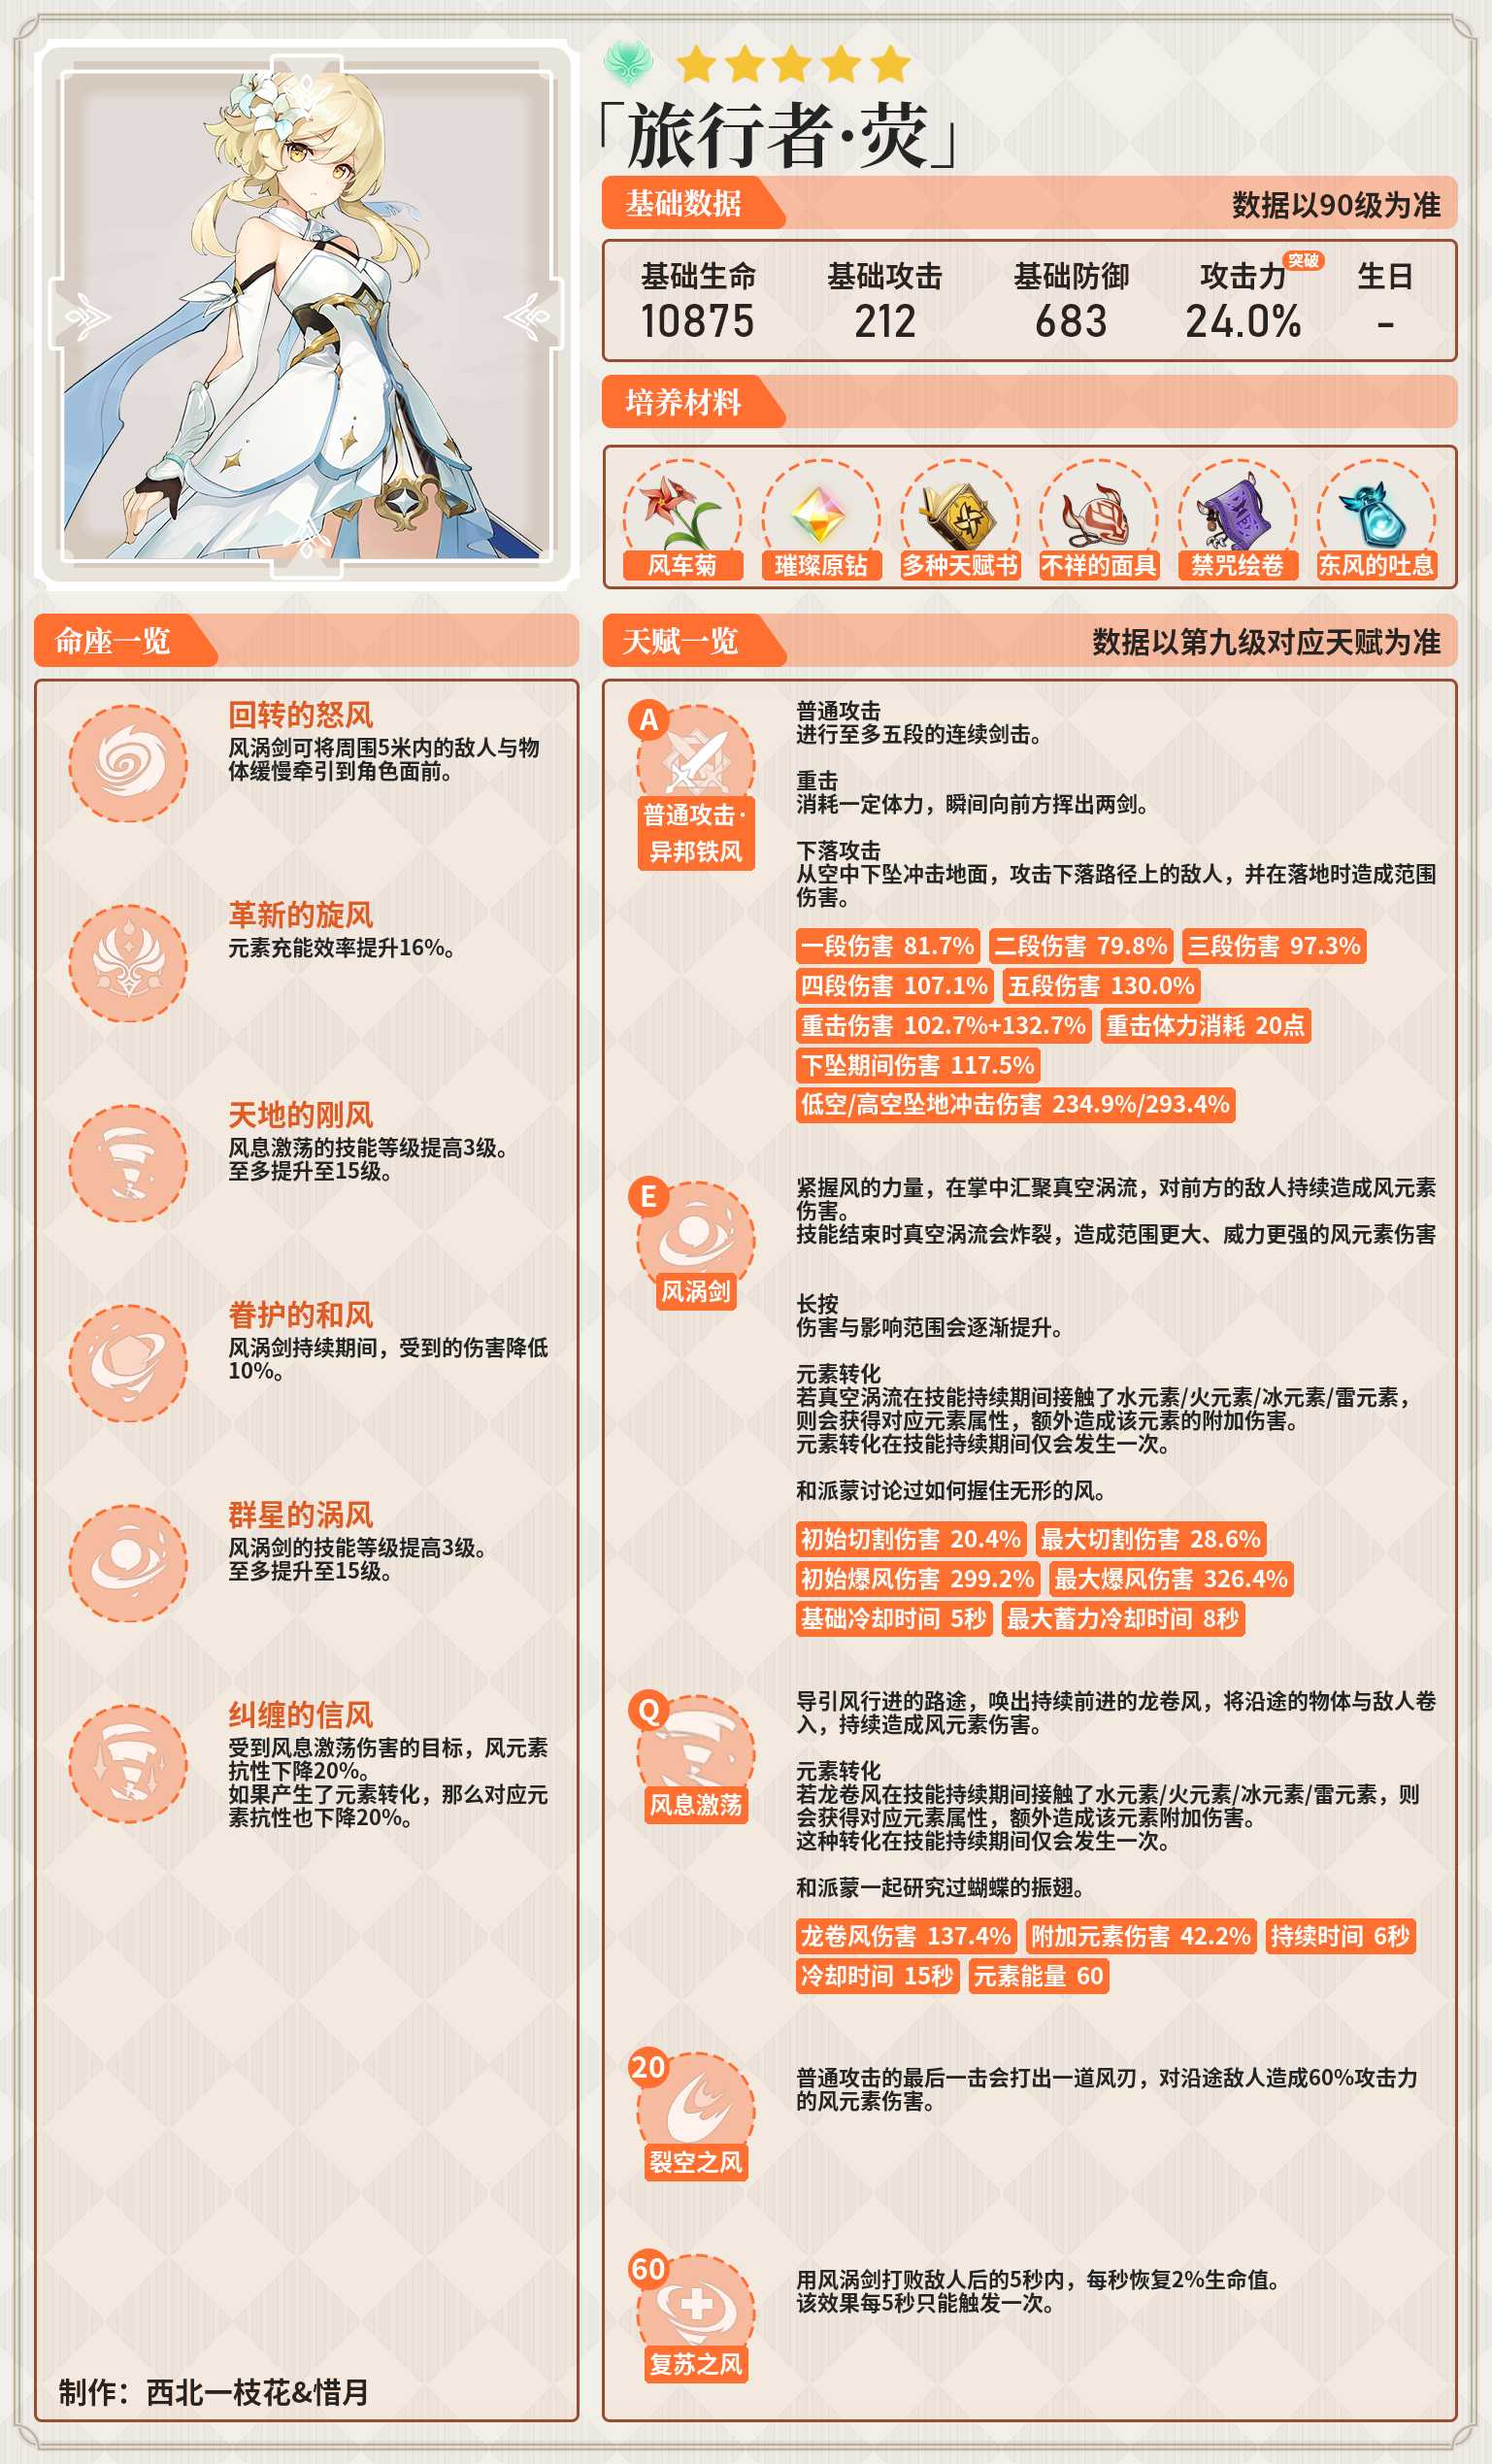 「旅行者·荧」
基础数据
数据以90级为准
基础生命
基础攻击
基础防御
攻击力
突破
生日
10875
212
683
24.0%
-
培养材料
风车菊
璀璨原钻
多种天赋书
不祥的面具
禁咒绘卷
东风的吐息
命座一览
回转的怒风
风涡剑可将周围5米内的敌人与物
体缓慢牵引到角色面前。
革新的旋风
元素充能效率提升16%。
天地的刚风
风息激荡的技能等级提高3级。
至多提升至15级。
眷护的和风
风涡剑持续期间，受到的伤害降低
10%。
群星的涡风
风涡剑的技能等级提高3级。
至多提升至15级。
纠缠的信风
受到风息激荡伤害的目标，风元素
抗性下降20%。
如果产生了元素转化，那么对应元
素抗性也下降20%。
制作：西北一枝花&惜月
天赋一览
数据以第九级对应天赋为准
A
普通攻击·
异邦铁风
普通攻击
进行至多五段的连续剑击。
重击
消耗一定体力，瞬间向前方挥出两剑。
下落攻击
从空中下坠冲击地面，攻击下落路径上的敌人，并在落地时造成范围
伤害。
一段伤害 81.7% 二段伤害 79.8% 三段伤害 97.3%
四段伤害 107.1% 五段伤害 130.0%
重击伤害 102.7%+132.7% 重击体力消耗 20点
下坠期间伤害 117.5%
低空/高空坠地冲击伤害 234.9%/293.4%
E
风涡剑
紧握风的力量，在掌中汇聚真空涡流，对前方的敌人持续造成风元素
伤害。
技能结束时真空涡流会炸裂，造成范围更大、威力更强的风元素伤害
长按
伤害与影响范围会逐渐提升。
元素转化
若真空涡流在技能持续期间接触了水元素/火元素/冰元素/雷元素，
则会获得对应元素属性，额外造成该元素的附加伤害。
元素转化在技能持续期间仅会发生一次。
和派蒙讨论过如何握住无形的风。
初始切割伤害 20.4% 最大切割伤害 28.6%
初始爆风伤害 299.2% 最大爆风伤害 326.4%
基础冷却时间 5秒 最大蓄力冷却时间 8秒
Q
风息激荡
导引风行进的路途，唤出持续前进的龙卷风，将沿途的物体与敌人卷
入，持续造成风元素伤害。
元素转化
若龙卷风在技能持续期间接触了水元素/火元素/冰元素/雷元素，则
会获得对应元素属性，额外造成该元素附加伤害。
这种转化在技能持续期间仅会发生一次。
和派蒙一起研究过蝴蝶的振翅。
龙卷风伤害 137.4% 附加元素伤害 42.2% 持续时间 6秒
冷却时间 15秒 元素能量 60
20
裂空之风
普通攻击的最后一击会打出一道风刃，对沿途敌人造成60%攻击力
的风元素伤害。
60
复苏之风
用风涡剑打败敌人后的5秒内，每秒恢复2%生命值。
该效果每5秒只能触发一次。